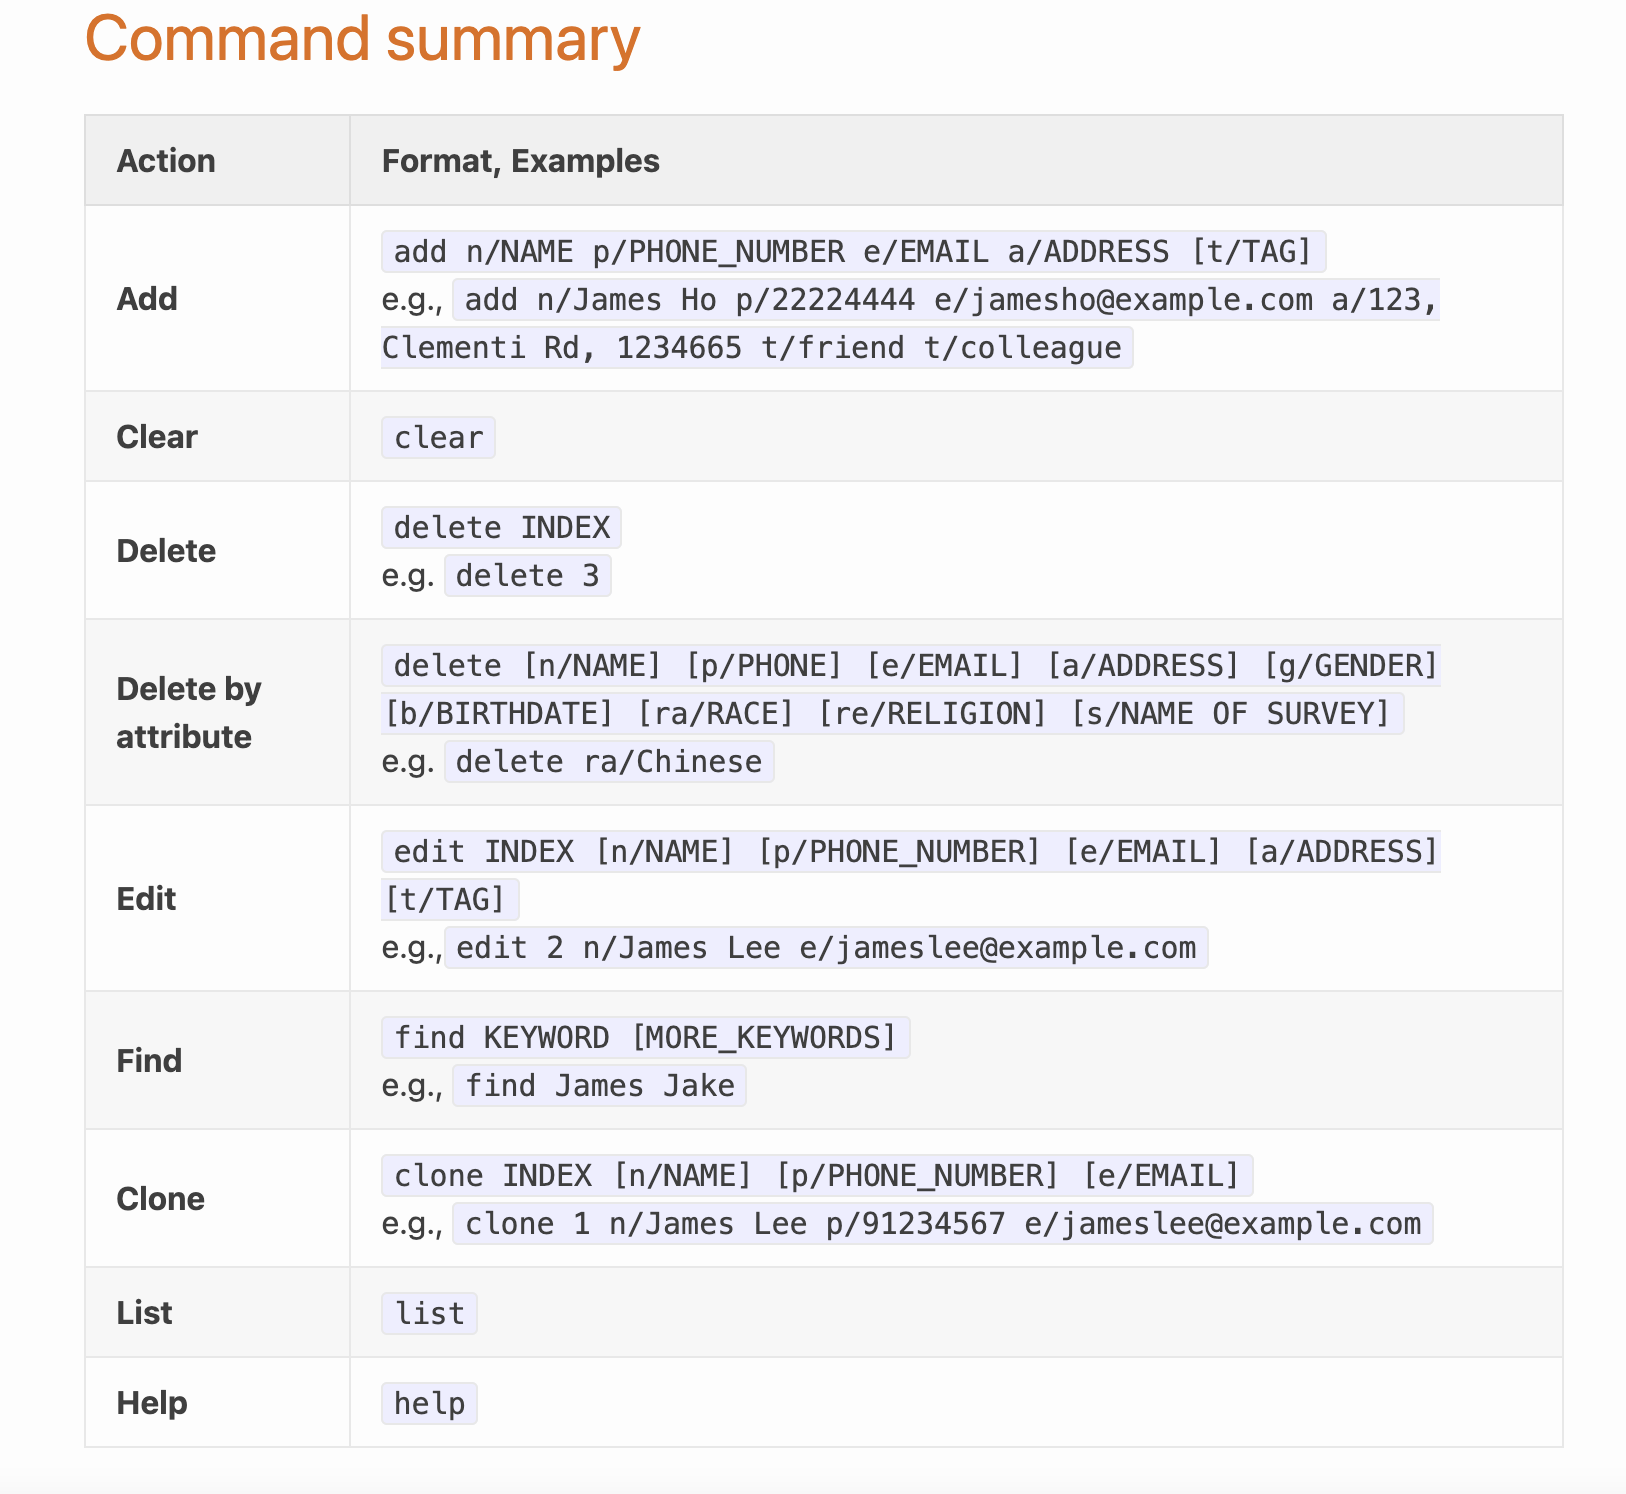 Command summary
Action
Format, Examples
Add
add n/NAME p/PHONE_NUMBER e/EMAIL a/ADDRESS [t/TAG]
e.g., add n/James Ho p/22224444 e/jamesho@example.com a/123,
Clementi Rd, 1234665 t/friend t/colleague
Clear
clear
Delete
delete INDEX
e.g. delete 3
Delete by
attribute
delete [n/NAME] [p/PHONE] [e/EMAIL] [a/ADDRESS] [g/GENDER]
[b/BIRTHDATE] [ra/RACE] [re/RELIGION] [s/NAME OF SURVEY]
e.g. delete ra/Chinese
Edit
edit INDEX [n/NAME] [p/PHONE_NUMBER] [e/EMAIL] [a/ADDRESS]
[t/TAG]
e.g., edit 2 n/James Lee e/jameslee@example.com
Find
find KEYWORD [MORE_KEYWORDS]
e.g., find James Jake
Clone
clone INDEX [n/NAME] [p/PHONE_NUMBER] [e/EMAIL]
e.g., clone 1 n/James Lee p/91234567 e/jameslee@example.com
List
list
Help
help